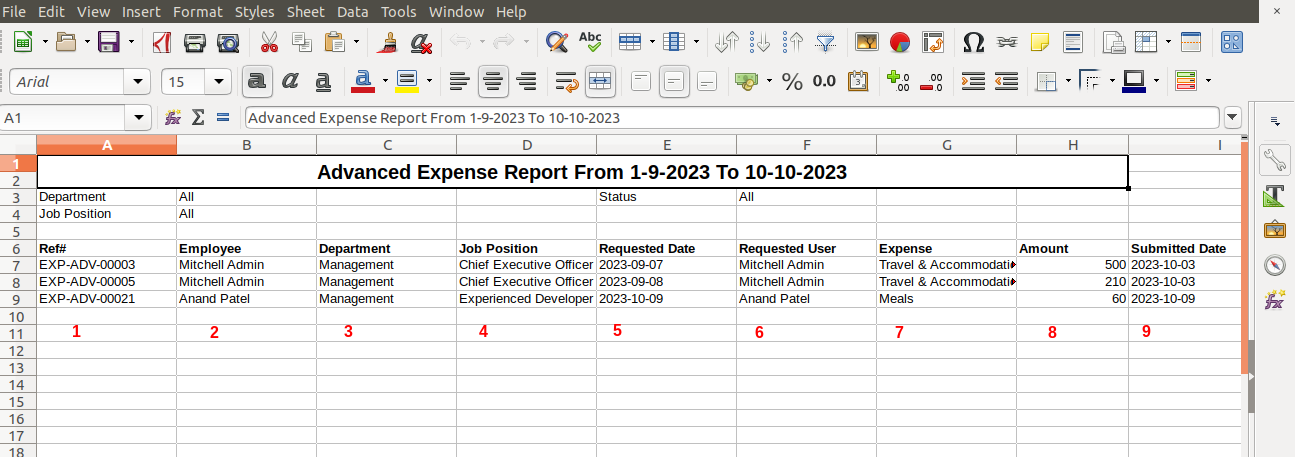 File Edit View Insert Format Styles Sheet Data Tools Window Help ×
Abc Ω
Arial 15 a a a a % 0.0 .0 .00
A1 fx Σ = Advanced Expense Report From 1-9-2023 To 10-10-2023
A B C D E F G H I
1
2 Advanced Expense Report From 1-9-2023 To 10-10-2023
3 Department All Status All
4 Job Position All
5
6 Ref# Employee Department Job Position Requested Date Requested User Expense Amount Submitted Date
7 EXP-ADV-00003 Mitchell Admin Management Chief Executive Officer 2023-09-07 Mitchell Admin Travel & Accommodati 500 2023-10-03
8 EXP-ADV-00005 Mitchell Admin Management Chief Executive Officer 2023-09-08 Mitchell Admin Travel & Accommodati 210 2023-10-03
9 EXP-ADV-00021 Anand Patel Management Experienced Developer 2023-10-09 Anand Patel Meals 60 2023-10-09
10
11 1 2 3 4 5 6 7 8 9
12
13
14
15
16
17
18